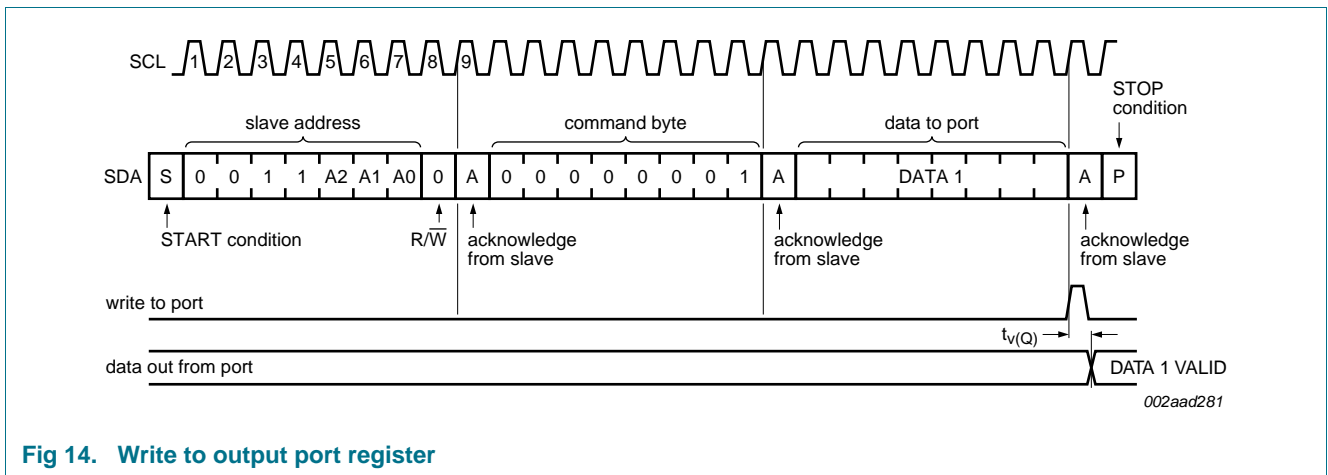 SCL 1 2 3 4 5 6 7 8 9
STOP
condition
slave address command byte data to port
SDA S 0 0 1 1 A2 A1 A0 0 A 0 0 0 0 0 0 0 1 A DATA 1 A P
START condition R/W̅ acknowledge acknowledge acknowledge
from slave from slave from slave
write to port
tv(Q)
data out from port DATA 1 VALID
002aad281
Fig 14. Write to output port register